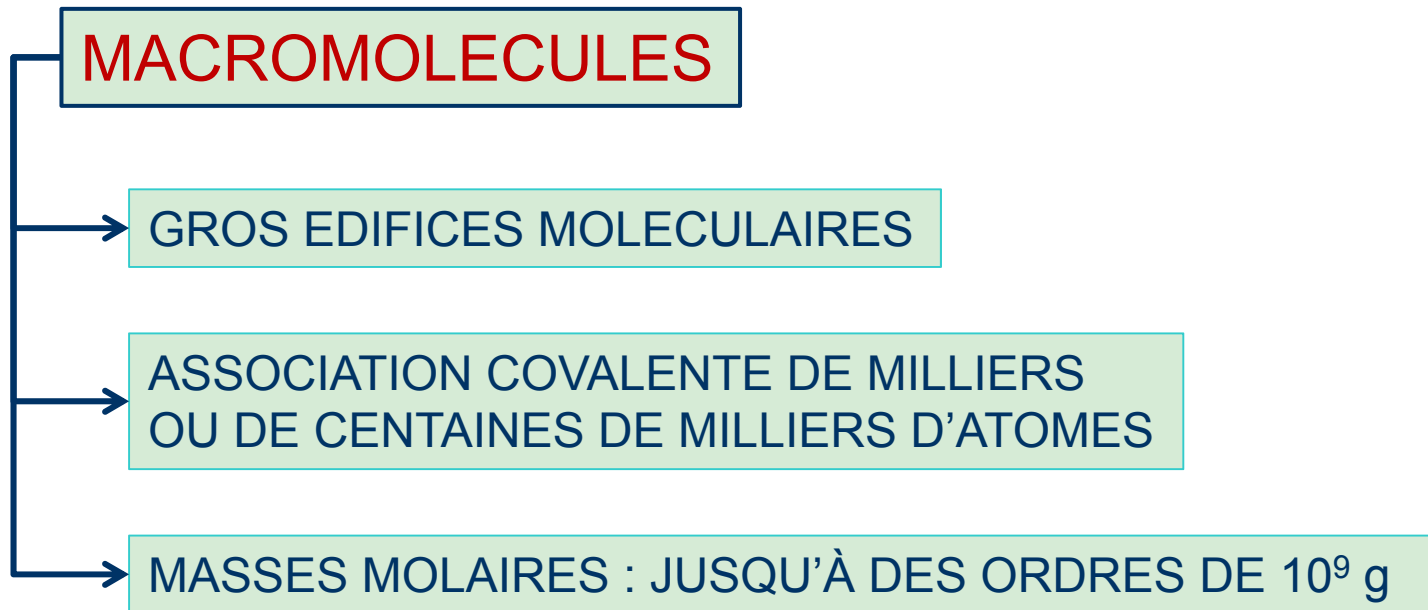 MACROMOLECULES
GROS EDIFICES MOLECULAIRES
ASSOCIATION COVALENTE DE MILLIERS
OU DE CENTAINES DE MILLIERS D’ATOMES
MASSES MOLAIRES : JUSQU’À DES ORDRES DE 10⁹ g